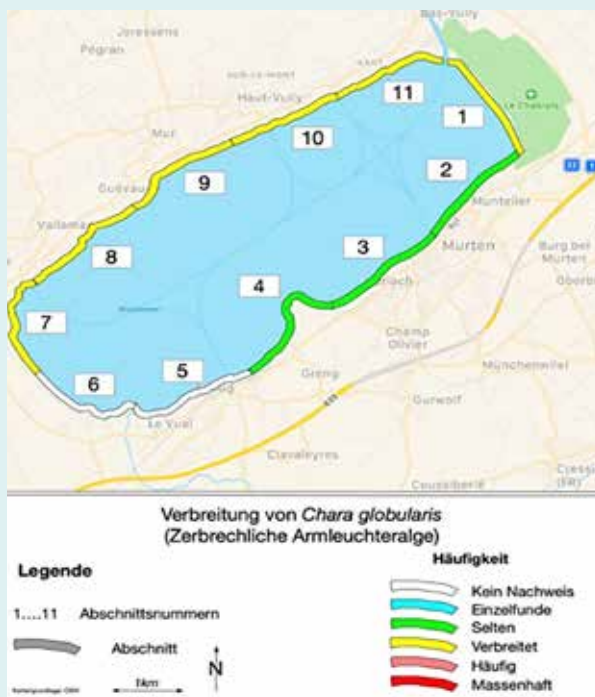 Bas-Vully
Joressens
Pégran
Haut-Vully
11
Le Chablais
1
10
Mur
2
9
Guévaux
Muntelier
Vallamand
8
3
Murten
Burg bei
Murten
4
7
Champ
Olivier
Münchenwiler
5
Greng
6
Gurwolf
Le Vual
Clavaleyres
Verbreitung von Chara globularis
(Zerbrechliche Armleuchteralge)
Legende
Häufigkeit
1....11 Abschnittsnummern
Abschnitt
N
1km
Kein Nachweis
Einzelfunde
Selten
Verbreitet
Häufig
Massenhaft